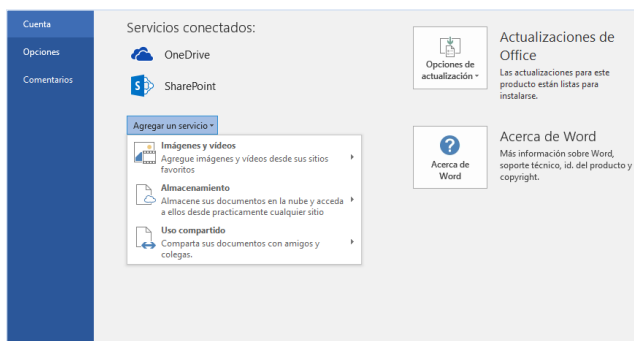 Cuenta
Opciones
Comentarios
Servicios conectados:
OneDrive
SharePoint
Agregar un servicio
Imágenes y vídeos
Agregue imágenes y vídeos desde sus sitios
favoritos
Almacenamiento
Almacene sus documentos en la nube y acceda
a ellos desde practicamente cualquier sitio
Uso compartido
Comparta sus documentos con amigos y
colegas.
Opciones de
actualización
Actualizaciones de
Office
Las actualizaciones para este
producto están listas para
instalarse.
Acerca de
Word
Acerca de Word
Más información sobre Word,
soporte técnico, id. del producto y
copyright.